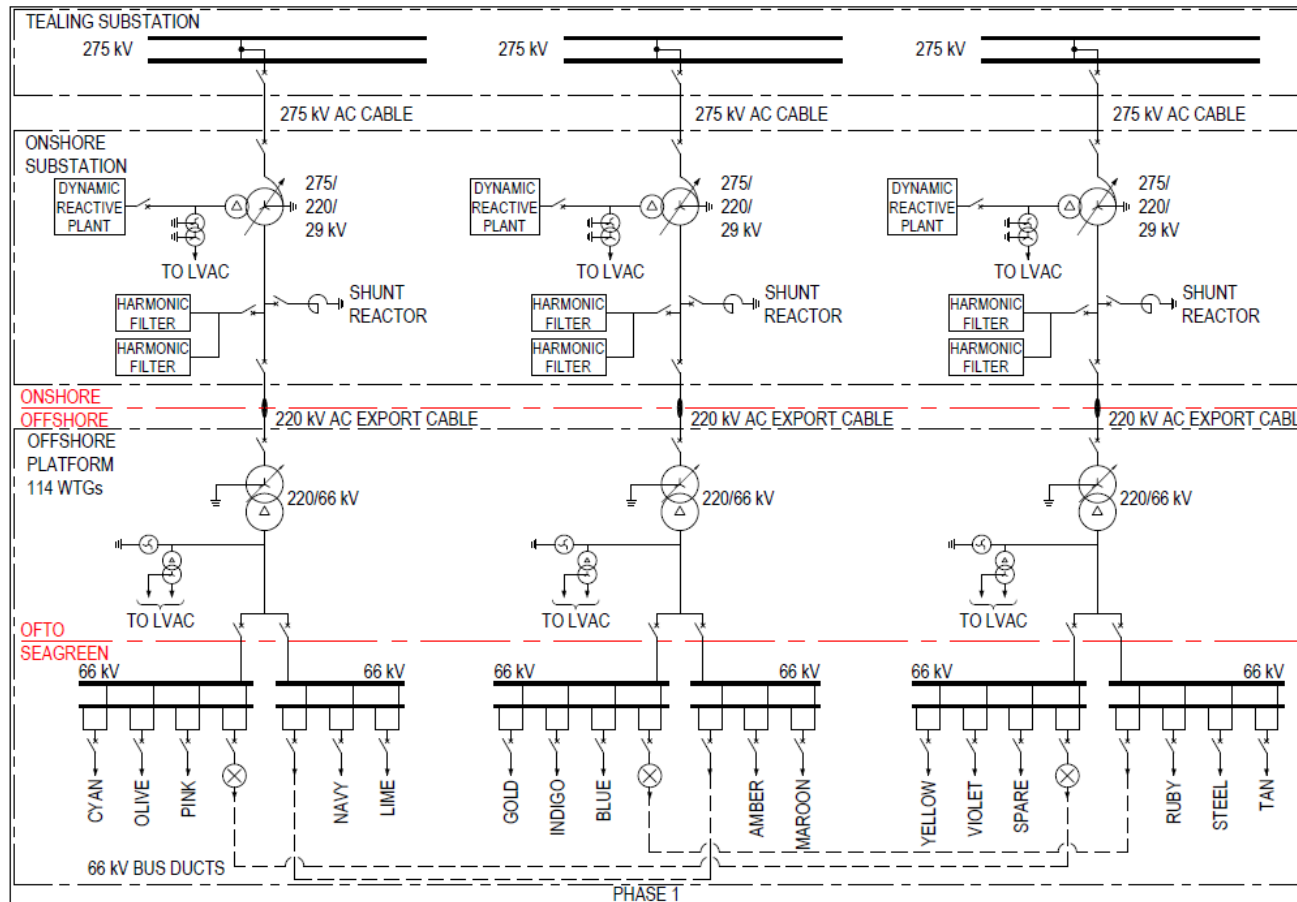 TEALING SUBSTATION
275 kV
275 kV
275 kV
275 kV AC CABLE
275 kV AC CABLE
275 kV AC CABLE
ONSHORE
SUBSTATION
DYNAMIC
REACTIVE
PLANT
275/
220/
29 kV
TO LVAC
DYNAMIC
REACTIVE
PLANT
275/
220/
29 kV
TO LVAC
DYNAMIC
REACTIVE
PLANT
275/
220/
29 kV
TO LVAC
HARMONIC
FILTER
HARMONIC
FILTER
SHUNT
REACTOR
HARMONIC
FILTER
HARMONIC
FILTER
SHUNT
REACTOR
HARMONIC
FILTER
HARMONIC
FILTER
SHUNT
REACTOR
ONSHORE
OFFSHORE
220 kV AC EXPORT CABLE
220 kV AC EXPORT CABLE
220 kV AC EXPORT CABL
OFFSHORE
PLATFORM
114 WTGs
220/66 kV
220/66 kV
220/66 kV
TO LVAC
TO LVAC
TO LVAC
OFTO
SEAGREEN
66 kV
66 kV
66 kV
66 kV
66 kV
66 kV
CYAN
OLIVE
PINK
NAVY
LIME
GOLD
INDIGO
BLUE
AMBER
MAROON
YELLOW
VIOLET
SPARE
RUBY
STEEL
TAN
66 kV BUS DUCTS
PHASE 1